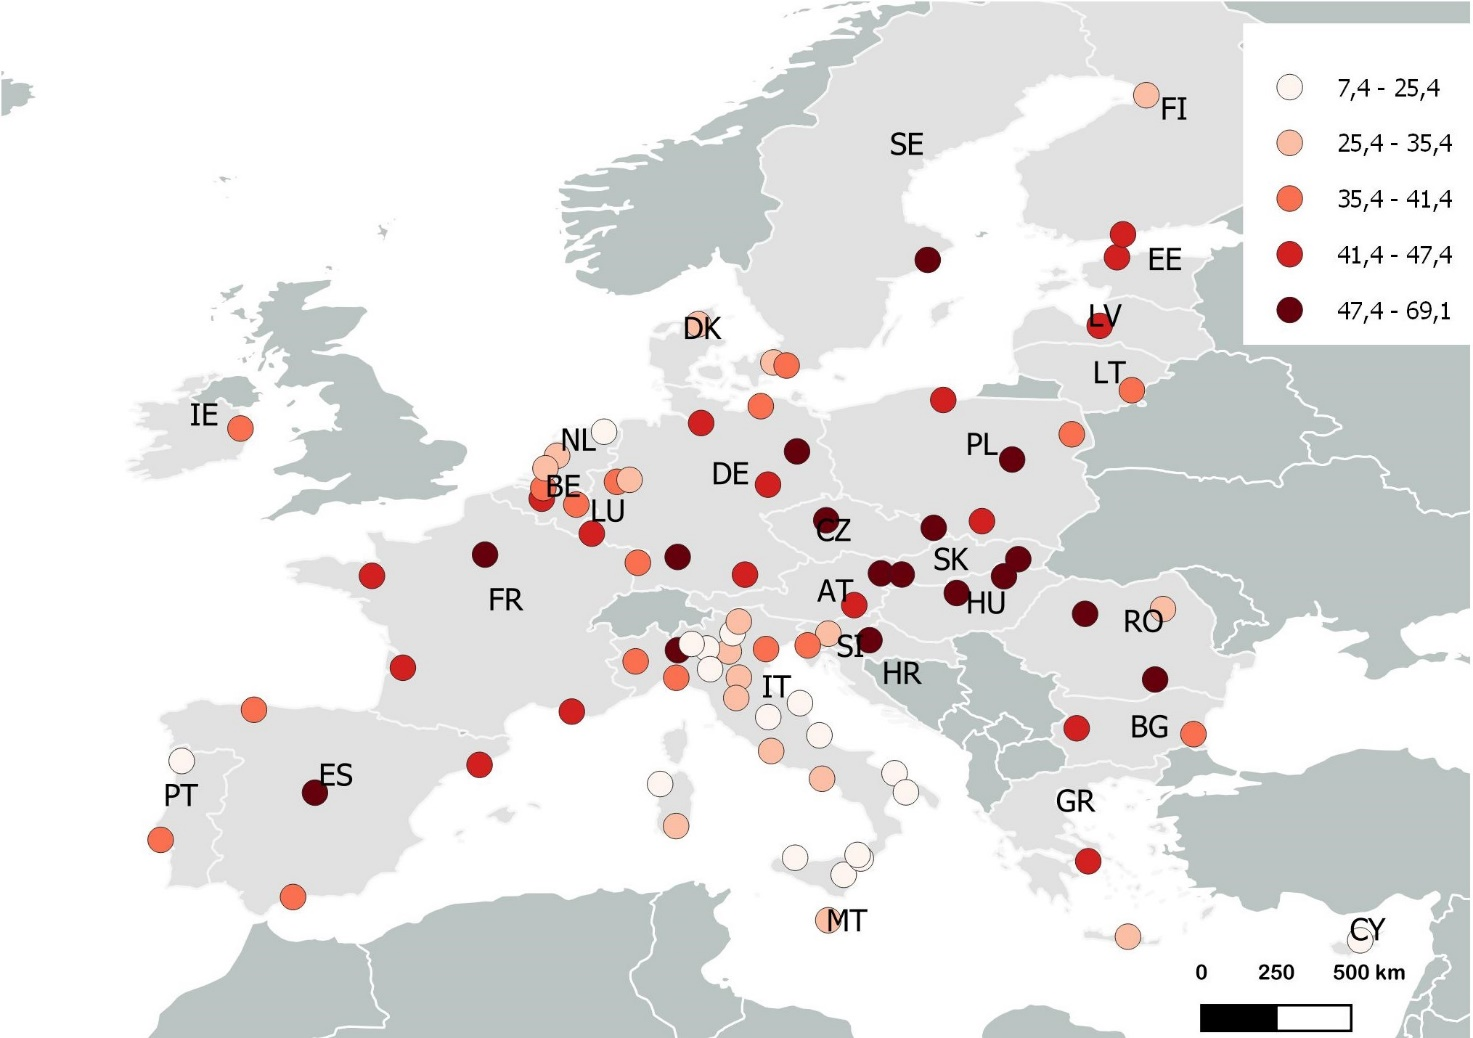 7,4 - 25,4
FI
25,4 - 35,4
SE
35,4 - 41,4
41,4 - 47,4
EE
47,4 - 69,1
LV
DK
LT
IE
NL
PL
DE
BE
LU
CZ
SK
AT
HU
FR
RO
SI
HR
IT
BG
ES
PT
GR
MT
CY
0 250 500 km